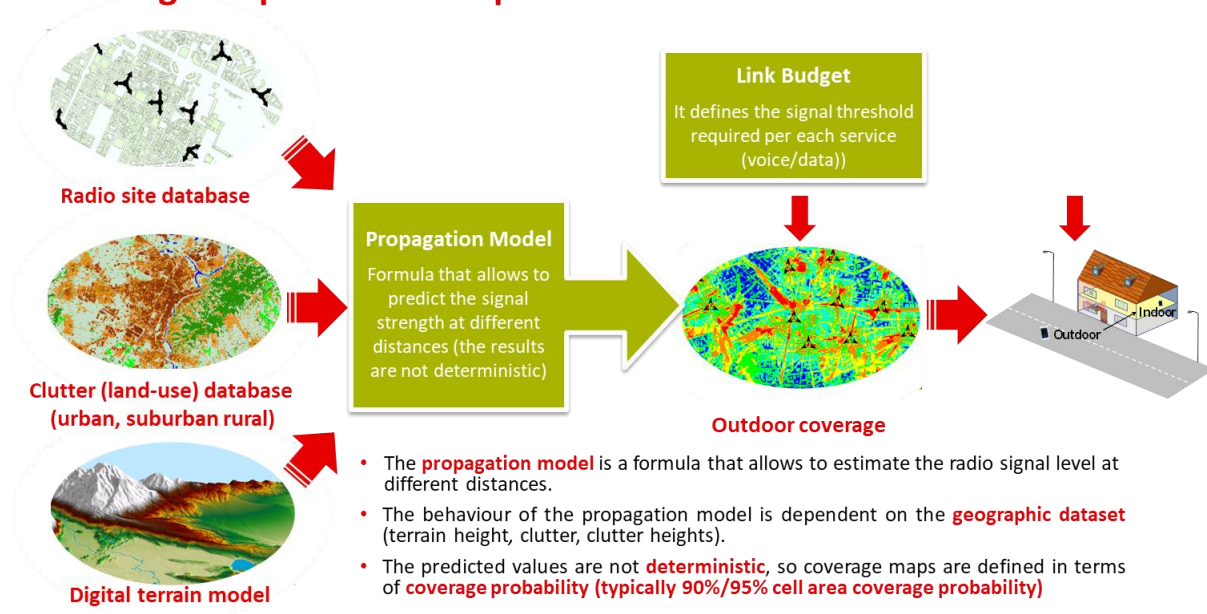 Radio site database
Clutter (land-use) database
(urban, suburban rural)
Digital terrain model
Propagation Model
Formula that allows to
predict the signal
strength at different
distances (the results
are not deterministic)
Link Budget
It defines the signal threshold
required per each service
(voice/data))
Outdoor coverage
Indoor
Outdoor
• The propagation model is a formula that allows to estimate the radio signal level at
different distances.
• The behaviour of the propagation model is dependent on the geographic dataset
(terrain height, clutter, clutter heights).
• The predicted values are not deterministic, so coverage maps are defined in terms
of coverage probability (typically 90%/95% cell area coverage probability)